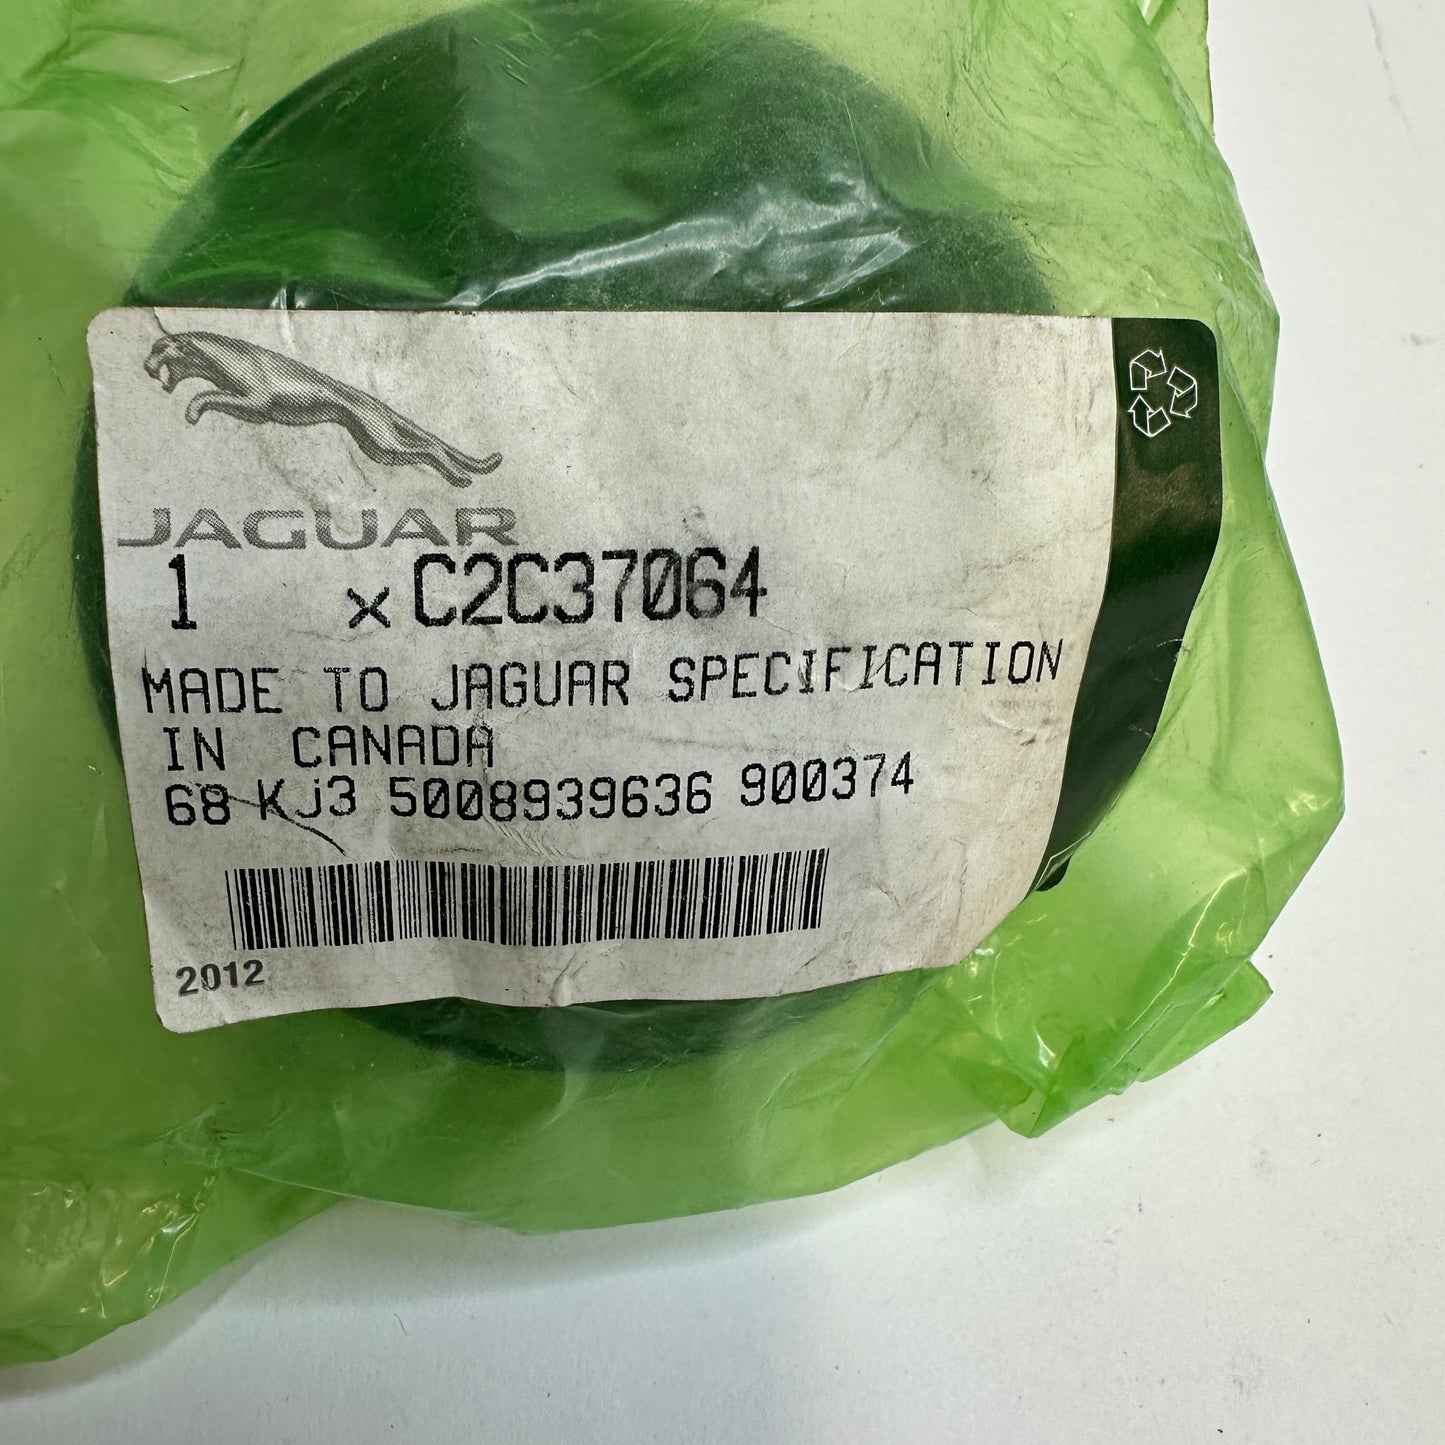 JAGUAR
1 x C2C37064
MADE TO JAGUAR SPECIFICATION
IN CANADA
68 KJ3 5008939636 900374
2012